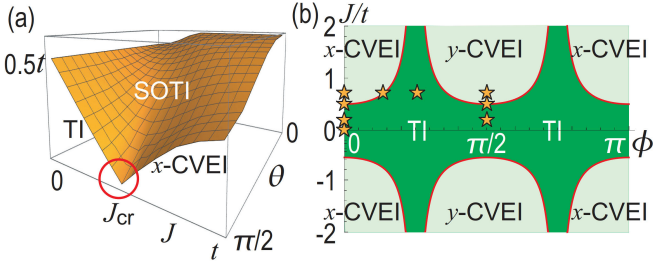 (a)
0.5t
SOTI
TI
x-CVEI
0
0
θ
J_cr
J
t
π/2
(b)
J/t
2
x-CVEI
y-CVEI
x-CVEI
1
0
0
TI
π/2
TI
π
ϕ
-1
x-CVEI
y-CVEI
x-CVEI
-2